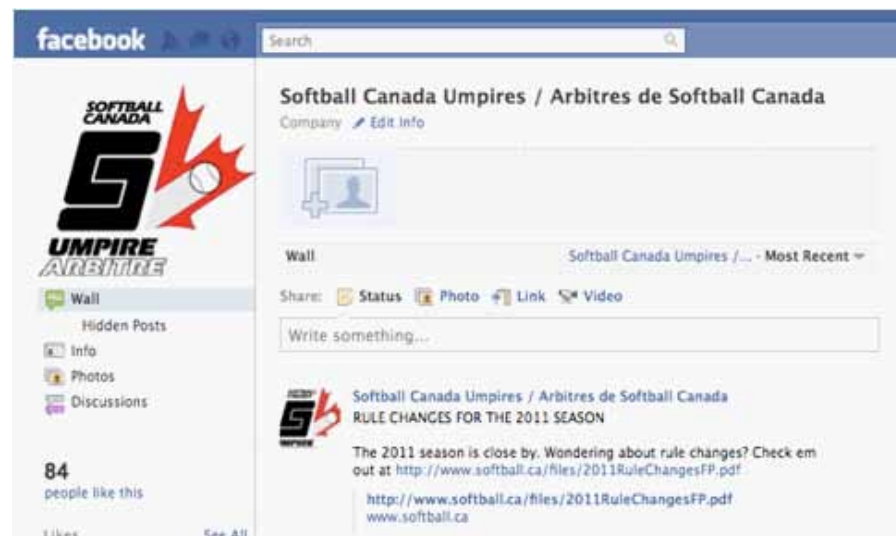 facebook
Search
SOFTBALL
CANADA
UMPIRE
ARBITRE
Softball Canada Umpires / Arbitres de Softball Canada
Company Edit Info
Wall
Softball Canada Umpires /... - Most Recent
Share: Status Photo Link Video
Write something...
Wall
Hidden Posts
Info
Photos
Discussions
84
people like this
Likes See All
Softball Canada Umpires / Arbitres de Softball Canada
RULE CHANGES FOR THE 2011 SEASON
The 2011 season is close by. Wondering about rule changes? Check em
out at http://www.softball.ca/files/2011RuleChangesFP.pdf
http://www.softball.ca/files/2011RuleChangesFP.pdf
www.softball.ca